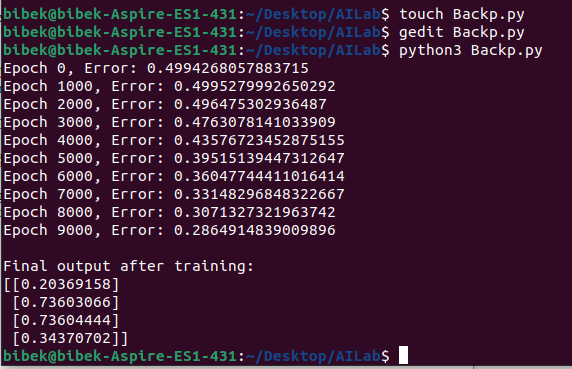 bibek@bibek-Aspire-ES1-431:~/Desktop/AILab$ touch Backp.py
bibek@bibek-Aspire-ES1-431:~/Desktop/AILab$ gedit Backp.py
bibek@bibek-Aspire-ES1-431:~/Desktop/AILab$ python3 Backp.py
Epoch 0, Error: 0.4994268057883715
Epoch 1000, Error: 0.4995279992650292
Epoch 2000, Error: 0.496475302936487
Epoch 3000, Error: 0.4763078141033909
Epoch 4000, Error: 0.43576723452875155
Epoch 5000, Error: 0.39515139447312647
Epoch 6000, Error: 0.36047744411016414
Epoch 7000, Error: 0.33148296848322667
Epoch 8000, Error: 0.3071327321963742
Epoch 9000, Error: 0.2864914839009896

Final output after training:
[[0.20369158]
 [0.73603066]
 [0.73604444]
 [0.34370702]]
bibek@bibek-Aspire-ES1-431:~/Desktop/AILab$